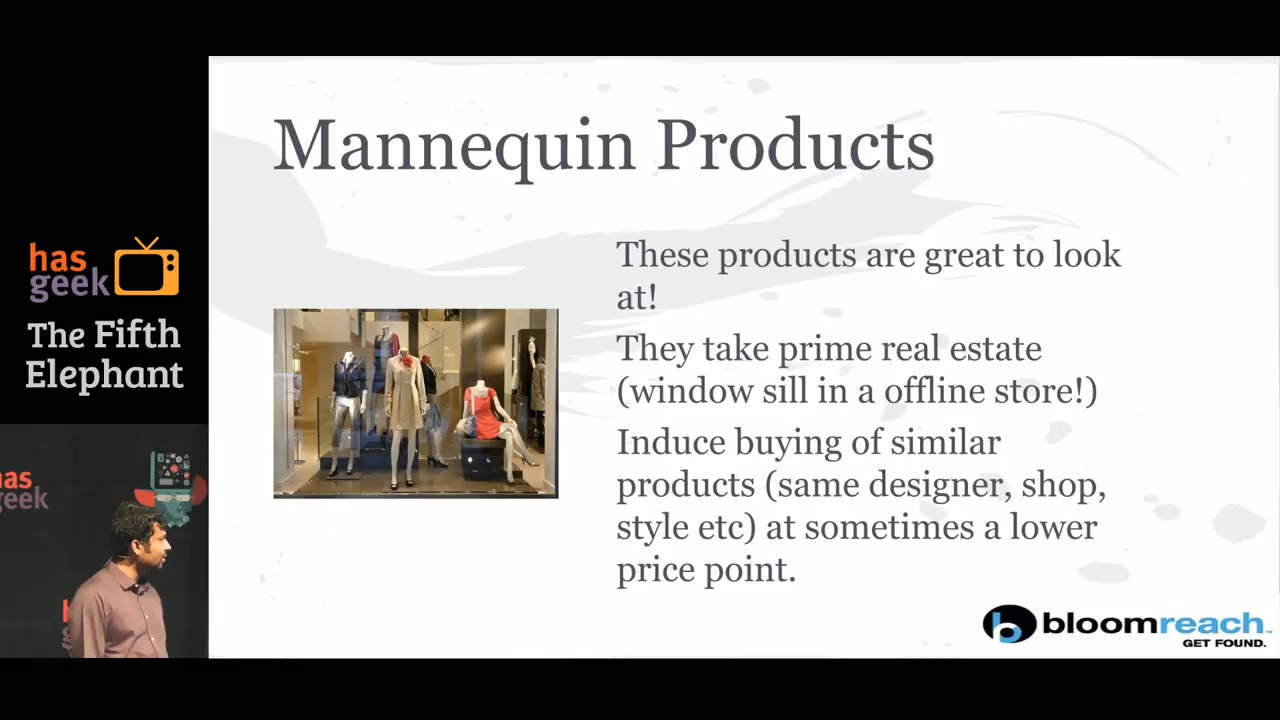 Mannequin Products
These products are great to look
at!
They take prime real estate
(window sill in a offline store!)
Induce buying of similar
products (same designer, shop,
style etc) at sometimes a lower
price point.
has
geek
The Fifth
Elephant
has
geek
bloomreach
GET FOUND.